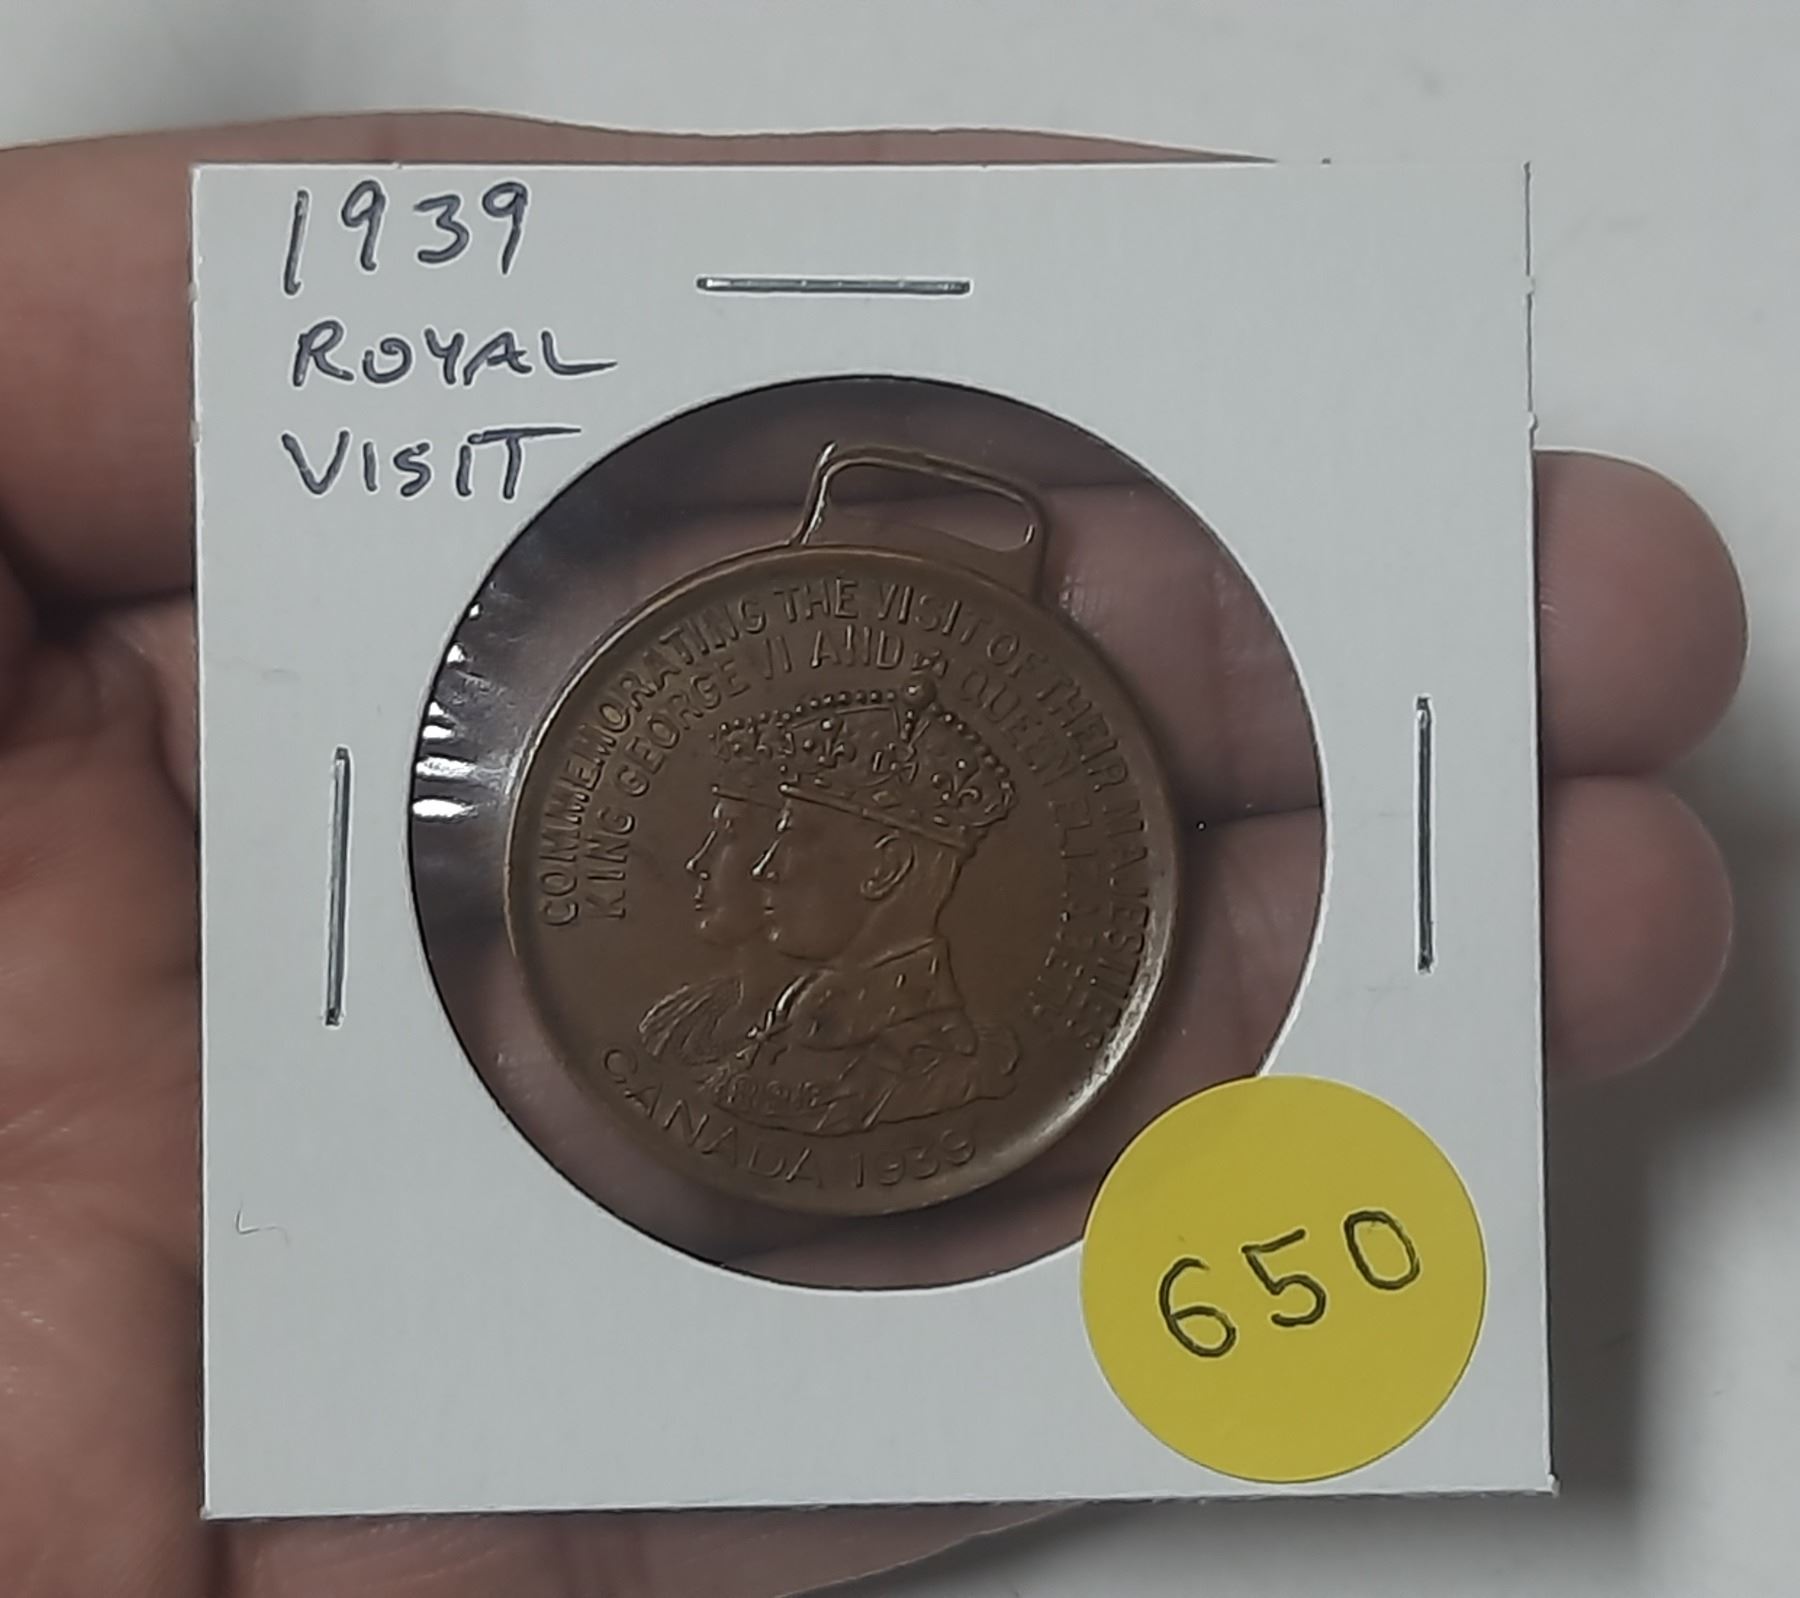 1939
ROYAL
VISIT
COMMEMORATING THE VISIT OF THEIR MAJESTIES
KING GEORGE VI AND QUEEN ELIZABETH
CANADA 1939
650